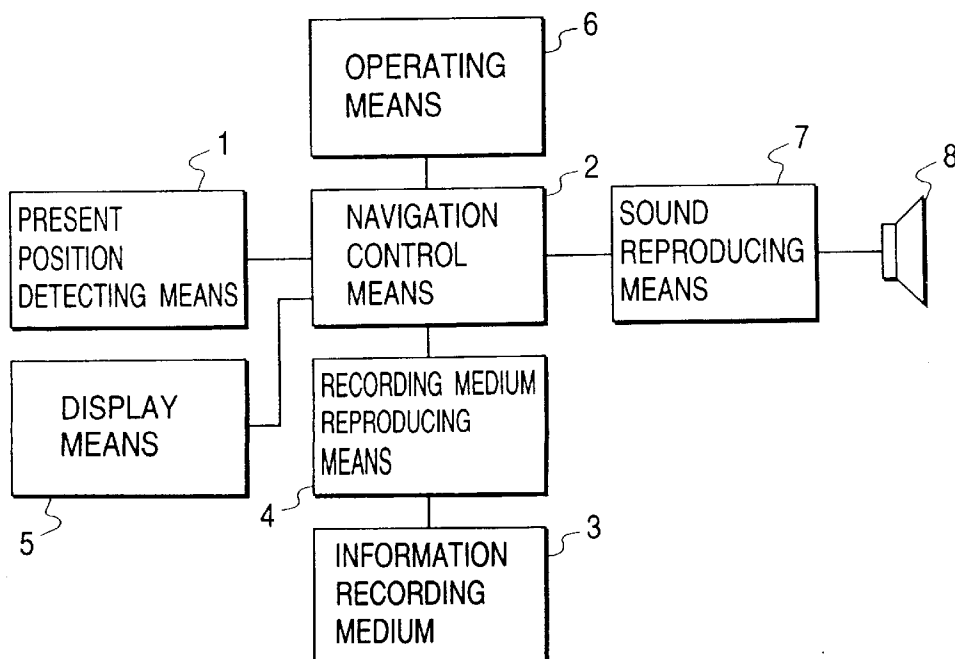 6
OPERATING
MEANS
1
PRESENT
POSITION
DETECTING MEANS
2
NAVIGATION
CONTROL
MEANS
7
SOUND
REPRODUCING
MEANS
8
DISPLAY
MEANS
5
RECORDING MEDIUM
REPRODUCING
MEANS
4
INFORMATION
RECORDING
MEDIUM
3